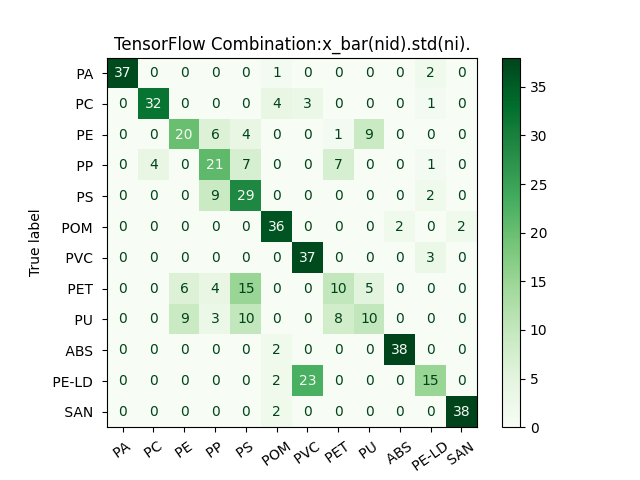 TensorFlow Combination:x_bar(nid).std(ni).
True label
PA 37 0 0 0 0 1 0 0 0 0 2 0
PC 0 32 0 0 0 4 3 0 0 0 1 0
PE 0 0 20 6 4 0 0 1 9 0 0 0
PP 0 4 0 21 7 0 0 7 0 0 1 0
PS 0 0 0 9 29 0 0 0 0 0 2 0
POM 0 0 0 0 0 36 0 0 0 2 0 2
PVC 0 0 0 0 0 0 37 0 0 0 3 0
PET 0 0 6 4 15 0 0 10 5 0 0 0
PU 0 0 9 3 10 0 0 8 10 0 0 0
ABS 0 0 0 0 0 2 0 0 0 38 0 0
PE-LD 0 0 0 0 0 2 23 0 0 0 15 0
SAN 0 0 0 0 0 2 0 0 0 0 0 38
PA PC PE PP PS POM PVC PET PU ABS PE-LD SAN
35
30
25
20
15
10
5
0